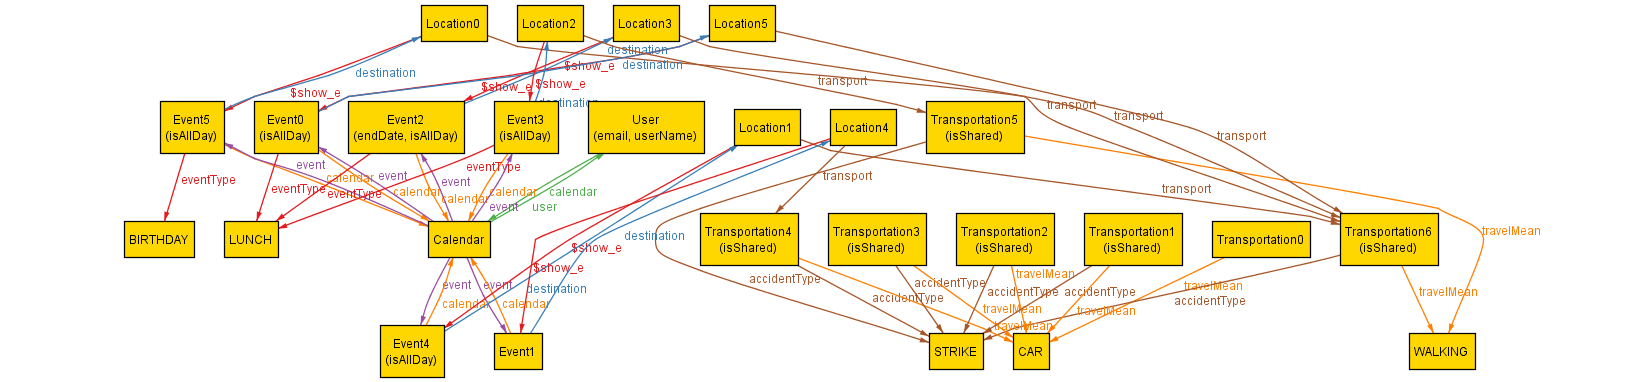 Location0
Location2
Location3
Location5
destination
$show_e
destination
destination
$show_e
$show_e
transport
$show_e
destination
transport
transport
transport
Event5
(isAllDay)
Event0
(isAllDay)
Event2
(endDate, isAllDay)
Event3
(isAllDay)
User
(email, userName)
Location1
Location4
Transportation5
(isShared)
event
eventType
calendar
event
event
eventType
eventType
eventType
calendar
calendar
calendar
calendar
event
user
transport
transport
BIRTHDAY
LUNCH
Calendar
destination
$show_e
$show_e
destination
Transportation4
(isShared)
Transportation3
(isShared)
Transportation2
(isShared)
Transportation1
(isShared)
Transportation0
Transportation6
(isShared)
travelMean
event
event
calendar
calendar
accidentType
accidentType
accidentType
accidentType
accidentType
travelMean
travelMean
travelMean
travelMean
travelMean
travelMean
Event4
(isAllDay)
Event1
STRIKE
CAR
WALKING